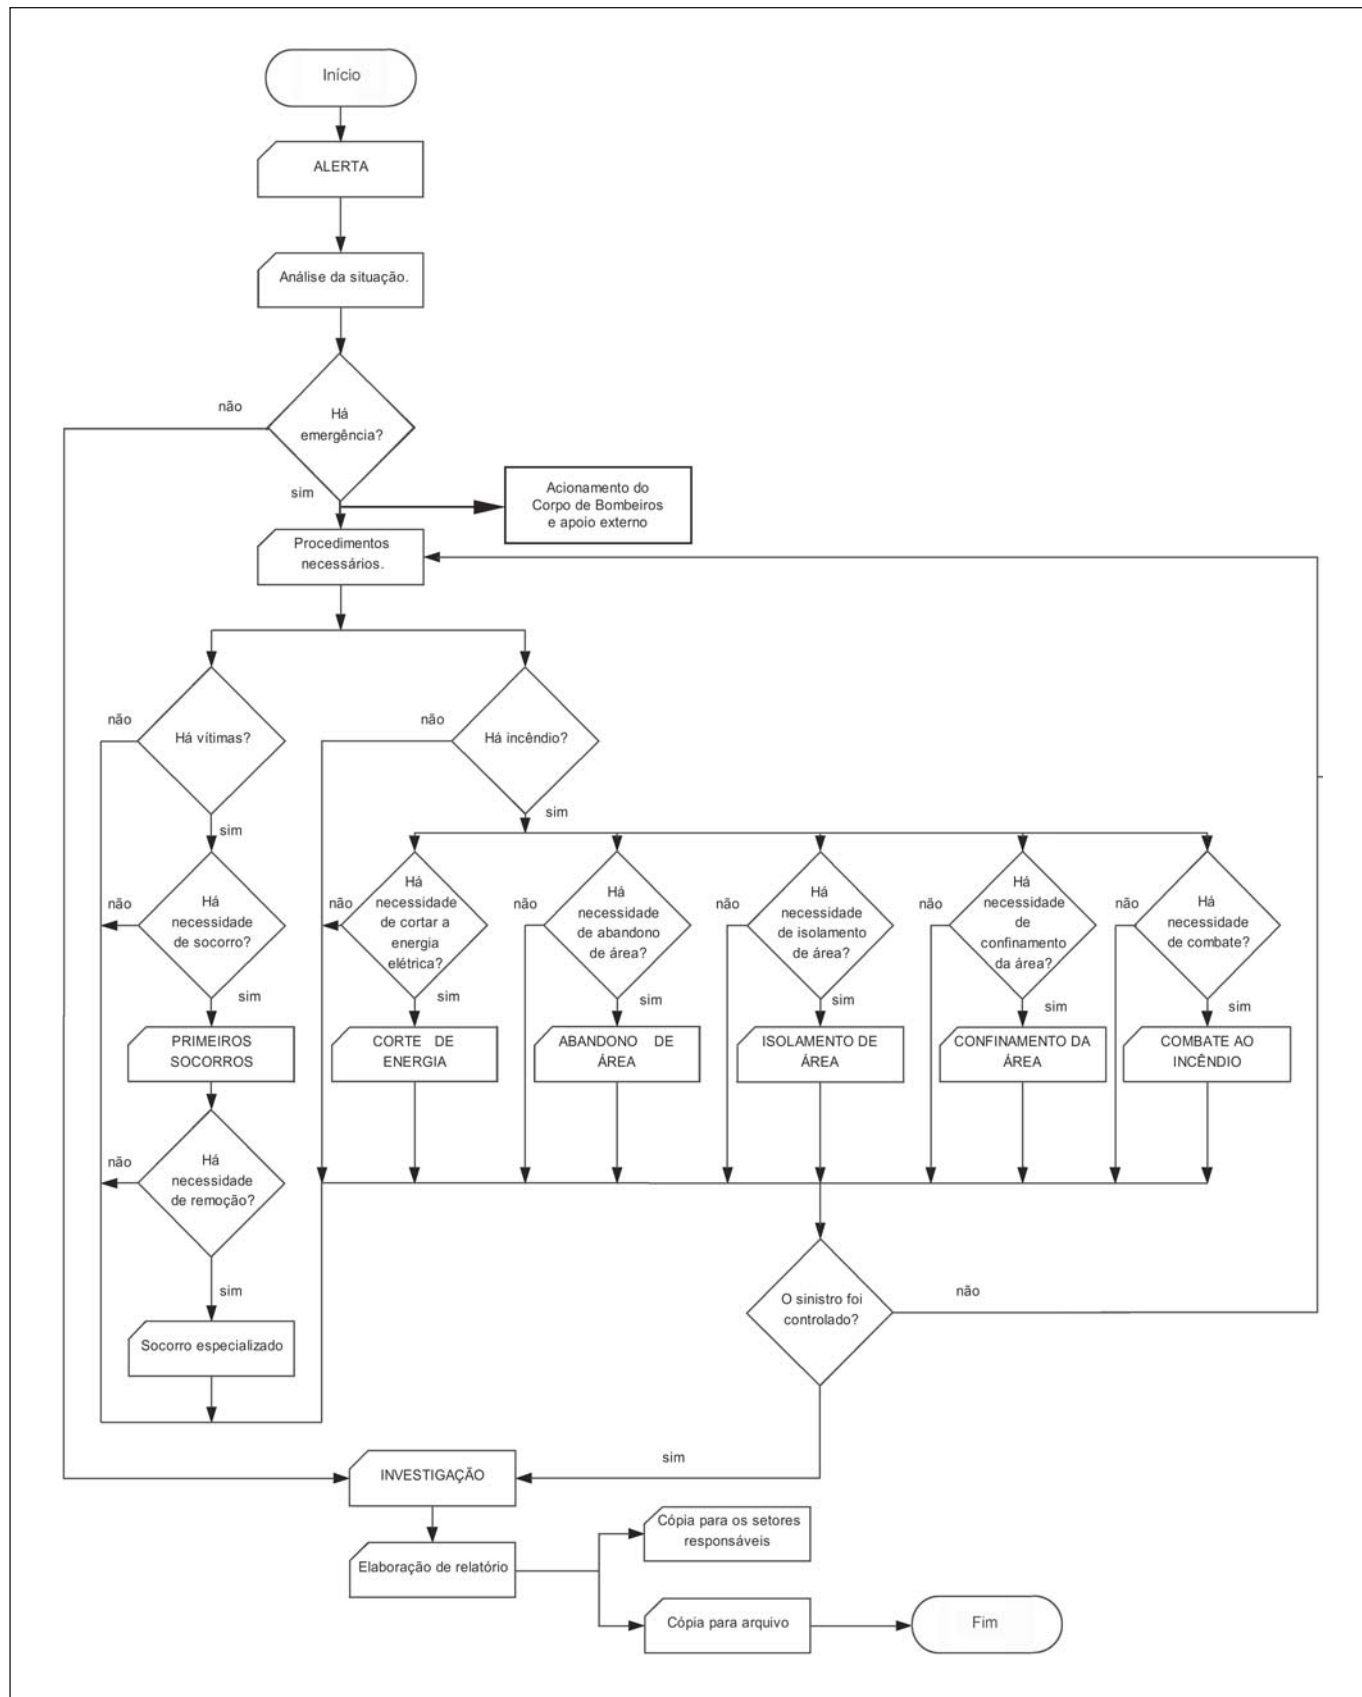 Início
ALERTA
Análise da situação.
não
Há
emergência?
sim
Acionamento do
Corpo de Bombeiros
e apoio externo
Procedimentos
necessários.
não
Há vítimas?
sim
não
Há incêndio?
sim
não
Há
necessidade
de socorro?
sim
não
Há
necessidade
de cortar a
energia
elétrica?
sim
não
Há
necessidade
de abandono
de área?
sim
não
Há
necessidade
de isolamento
de área?
sim
não
Há
necessidade
de
confinamento
da área?
sim
não
Há
necessidade
de combate?
sim
PRIMEIROS
SOCORROS
CORTE DE
ENERGIA
ABANDONO DE
ÁREA
ISOLAMENTO DE
ÁREA
CONFINAMENTO DA
ÁREA
COMBATE AO
INCÊNDIO
não
Há
necessidade
de remoção?
sim
Socorro especializado
O sinistro foi
controlado?
não
sim
INVESTIGAÇÃO
Elaboração de relatório
Cópia para os setores
responsáveis
Cópia para arquivo
Fim